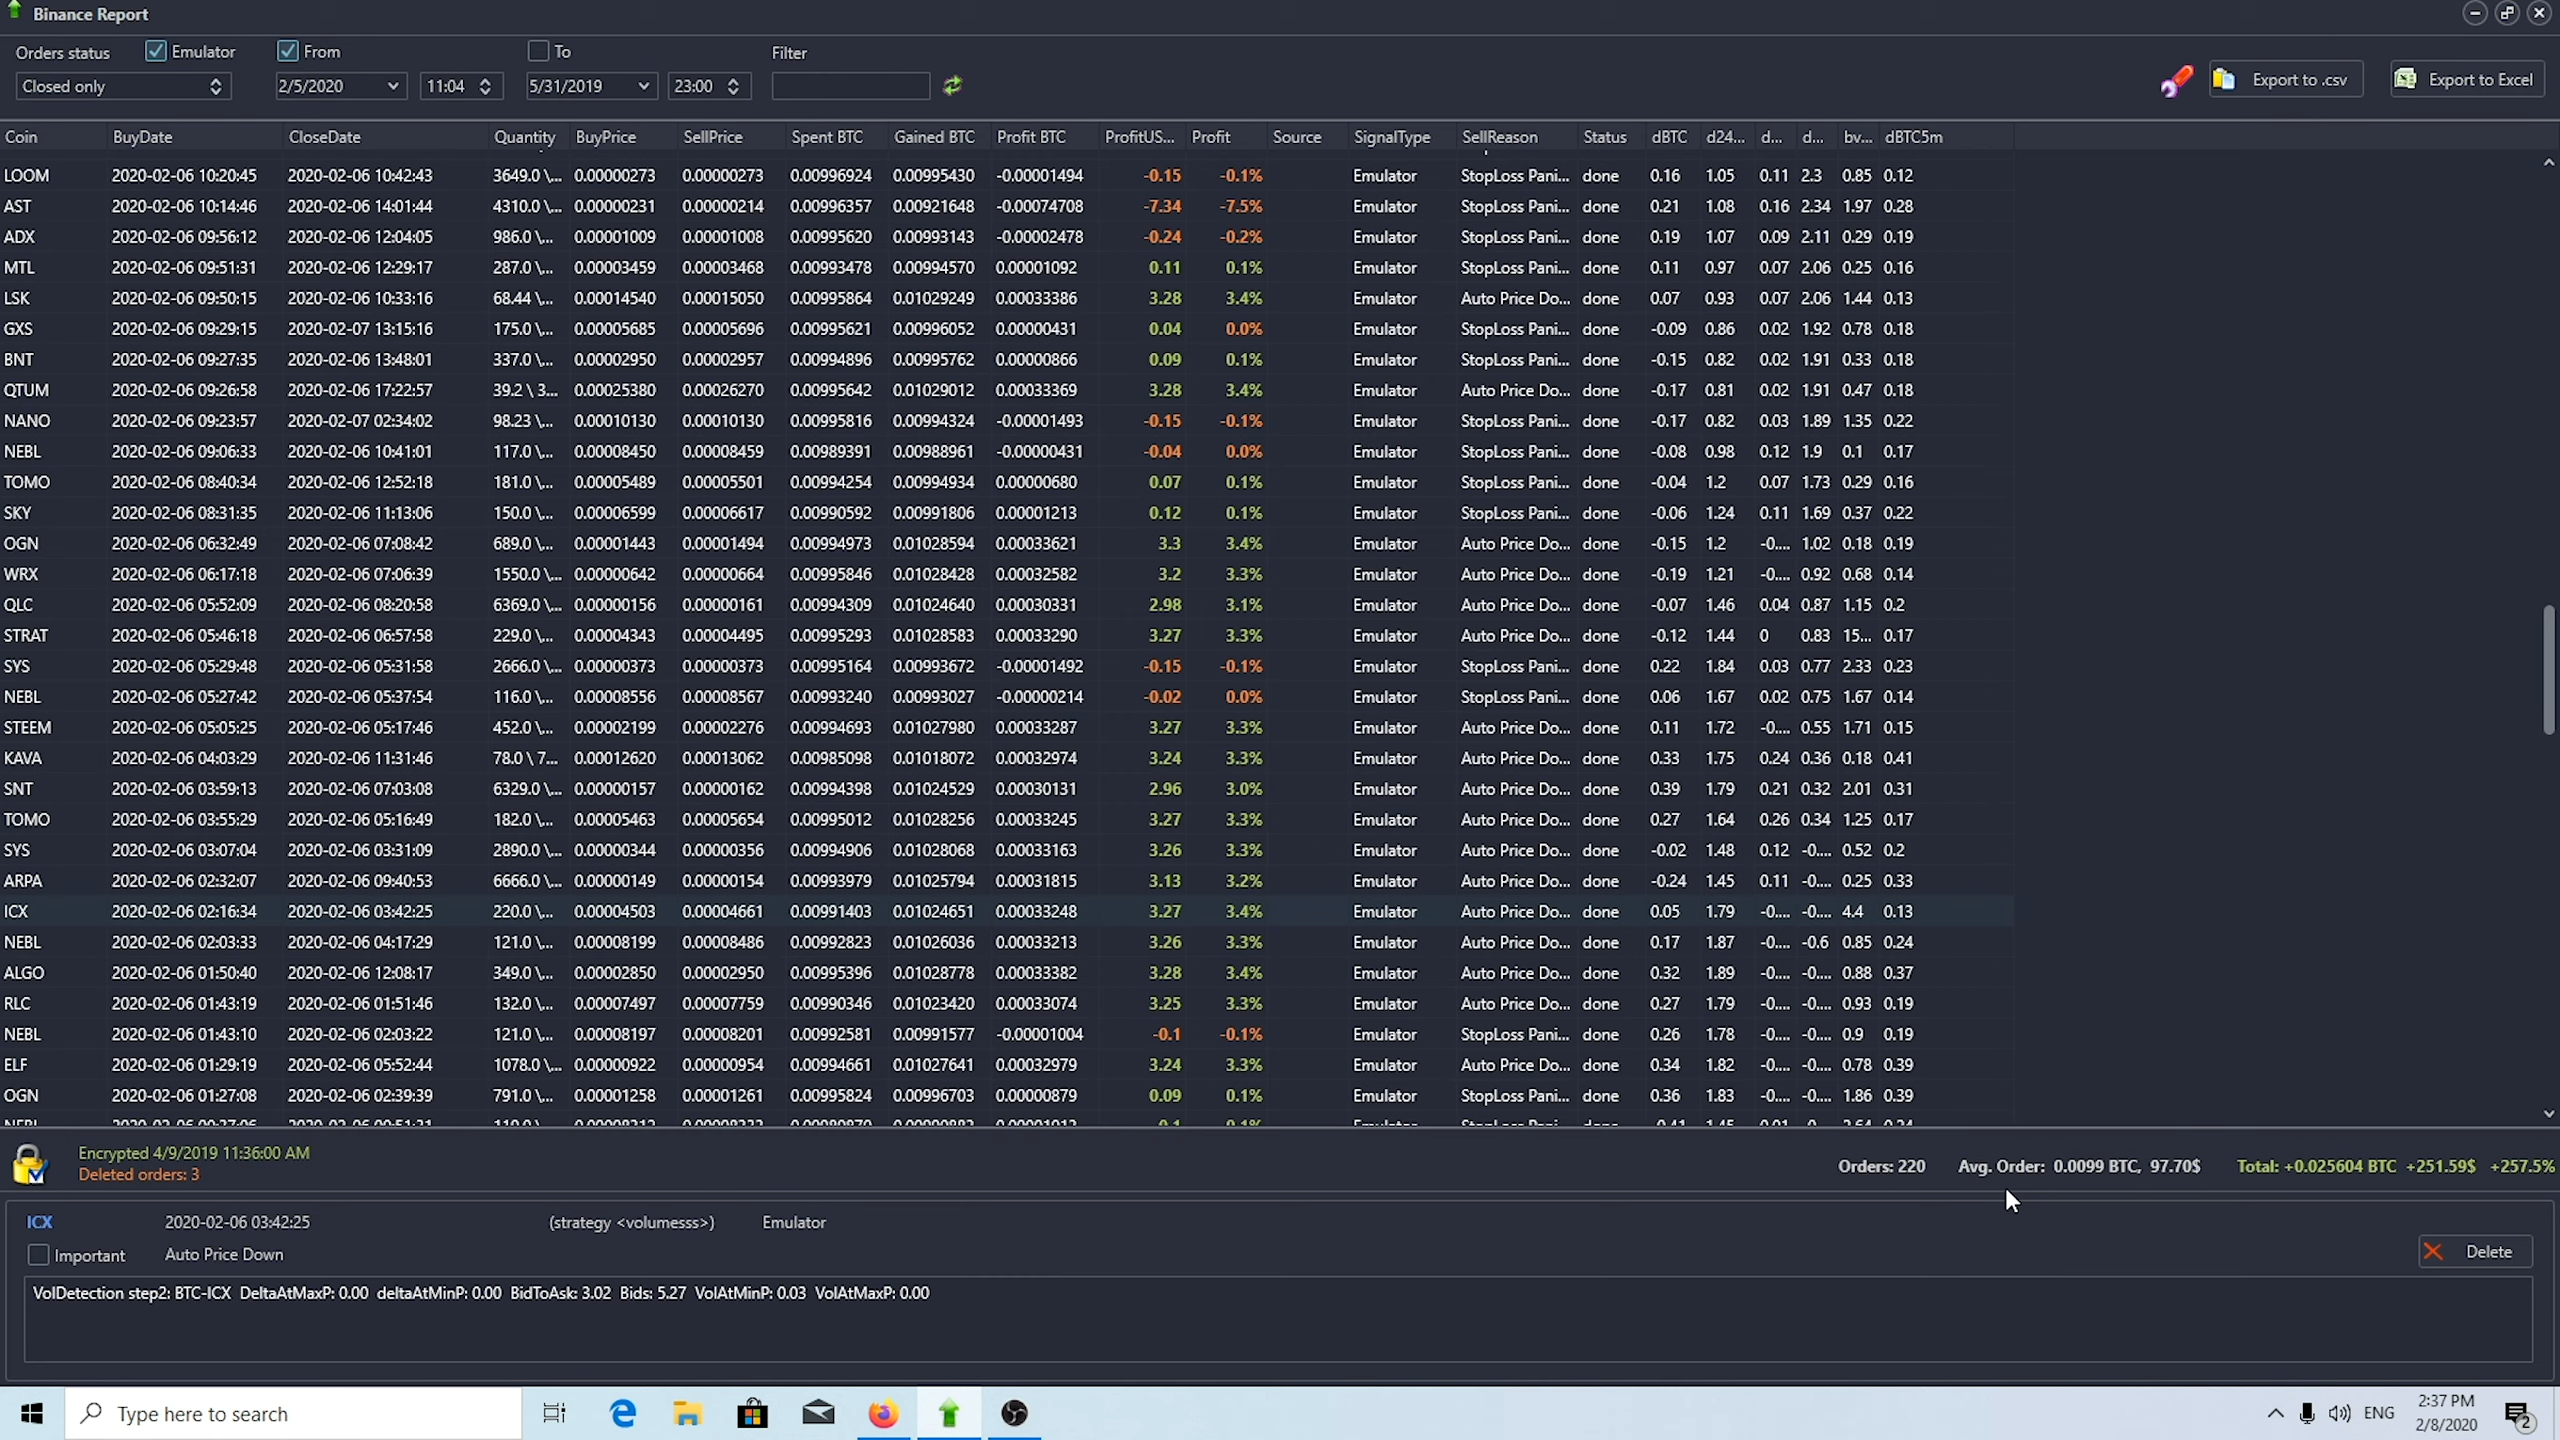 Binance Report
Orders status Emulator From To Filter
Closed only 2/5/2020 11:04 5/31/2019 23:00 Export to .csv Export to Excel
Coin BuyDate CloseDate Quantity BuyPrice SellPrice Spent BTC Gained BTC Profit BTC ProfitUS... Profit Source SignalType SellReason Status dBTC d24... d... d... bv... dBTC5m
LOOM 2020-02-06 10:20:45 2020-02-06 10:42:43 3649.0 \... 0.00000273 0.00000273 0.00996924 0.00995430 -0.00001494 -0.15 -0.1% Emulator StopLoss Pani... done 0.16 1.05 0.11 2.3 0.85 0.12
AST 2020-02-06 10:14:46 2020-02-06 14:01:44 4310.0 \... 0.00000231 0.00000214 0.00996357 0.00921648 -0.00074708 -7.34 -7.5% Emulator StopLoss Pani... done 0.21 1.08 0.16 2.34 1.97 0.28
ADX 2020-02-06 09:56:12 2020-02-06 12:04:05 986.0 \... 0.00001009 0.00001008 0.00995620 0.00993143 -0.00002478 -0.24 -0.2% Emulator StopLoss Pani... done 0.19 1.07 0.09 2.11 0.29 0.19
MTL 2020-02-06 09:51:31 2020-02-06 12:29:17 287.0 \... 0.00003459 0.00003468 0.00993478 0.00994570 0.00001092 0.11 0.1% Emulator StopLoss Pani... done 0.11 0.97 0.07 2.06 0.25 0.16
LSK 2020-02-06 09:50:15 2020-02-06 10:33:16 68.44 \... 0.00014540 0.00015050 0.00995864 0.01029249 0.00033386 3.28 3.4% Emulator Auto Price Do... done 0.07 0.93 0.07 2.06 1.44 0.13
GXS 2020-02-06 09:29:15 2020-02-07 13:15:16 175.0 \... 0.00005685 0.00005696 0.00995621 0.00996052 0.00000431 0.04 0.0% Emulator StopLoss Pani... done -0.09 0.86 0.02 1.92 0.78 0.18
BNT 2020-02-06 09:27:35 2020-02-06 13:48:01 337.0 \... 0.00002950 0.00002957 0.00994896 0.00995762 0.00000866 0.09 0.1% Emulator StopLoss Pani... done -0.15 0.82 0.02 1.91 0.33 0.18
QTUM 2020-02-06 09:26:58 2020-02-06 17:22:57 39.2 \ 3... 0.00025380 0.00026270 0.00995642 0.01029012 0.00033369 3.28 3.4% Emulator Auto Price Do... done -0.17 0.81 0.02 1.91 0.47 0.18
NANO 2020-02-06 09:23:57 2020-02-07 02:34:02 98.23 \... 0.00010130 0.00010130 0.00995816 0.00994324 -0.00001493 -0.15 -0.1% Emulator StopLoss Pani... done -0.17 0.82 0.03 1.89 1.35 0.22
NEBL 2020-02-06 09:06:33 2020-02-06 10:41:01 117.0 \... 0.00008450 0.00008459 0.00989391 0.00988961 -0.00000431 -0.04 0.0% Emulator StopLoss Pani... done -0.08 0.98 0.12 1.9 0.1 0.17
TOMO 2020-02-06 08:40:34 2020-02-06 12:52:18 181.0 \... 0.00005489 0.00005501 0.00994254 0.00994934 0.00000680 0.07 0.1% Emulator StopLoss Pani... done -0.04 1.2 0.07 1.73 0.29 0.16
SKY 2020-02-06 08:31:35 2020-02-06 11:13:06 150.0 \... 0.00006599 0.00006617 0.00990592 0.00991806 0.00001213 0.12 0.1% Emulator StopLoss Pani... done -0.06 1.24 0.11 1.69 0.37 0.22
OGN 2020-02-06 06:32:49 2020-02-06 07:08:42 689.0 \... 0.00001443 0.00001494 0.00994973 0.01028594 0.00033621 3.3 3.4% Emulator Auto Price Do... done -0.15 1.2 -0.... 1.02 0.18 0.19
WRX 2020-02-06 06:17:18 2020-02-06 07:06:39 1550.0 \... 0.00000642 0.00000664 0.00995846 0.01028428 0.00032582 3.2 3.3% Emulator Auto Price Do... done -0.19 1.21 -0.... 0.92 0.68 0.14
QLC 2020-02-06 05:52:09 2020-02-06 08:20:58 6369.0 \... 0.00000156 0.00000161 0.00994309 0.01024640 0.00030331 2.98 3.1% Emulator Auto Price Do... done -0.07 1.46 0.04 0.87 1.15 0.2
STRAT 2020-02-06 05:46:18 2020-02-06 06:57:58 229.0 \... 0.00004343 0.00004495 0.00995293 0.01028583 0.00033290 3.27 3.3% Emulator Auto Price Do... done -0.12 1.44 0 0.83 15... 0.17
SYS 2020-02-06 05:29:48 2020-02-06 05:31:58 2666.0 \... 0.00000373 0.00000373 0.00995164 0.00993672 -0.00001492 -0.15 -0.1% Emulator StopLoss Pani... done 0.22 1.84 0.03 0.77 2.33 0.23
NEBL 2020-02-06 05:27:42 2020-02-06 05:37:54 116.0 \... 0.00008556 0.00008567 0.00993240 0.00993027 -0.00000214 -0.02 0.0% Emulator StopLoss Pani... done 0.06 1.67 0.02 0.75 1.67 0.14
STEEM 2020-02-06 05:05:25 2020-02-06 05:17:46 452.0 \... 0.00002199 0.00002276 0.00994693 0.01027980 0.00033287 3.27 3.3% Emulator Auto Price Do... done 0.11 1.72 -0.... 0.55 1.71 0.15
KAVA 2020-02-06 04:03:29 2020-02-06 11:31:46 78.0 \ 7... 0.00012620 0.00013062 0.00985098 0.01018072 0.00032974 3.24 3.3% Emulator Auto Price Do... done 0.33 1.75 0.24 0.36 0.18 0.41
SNT 2020-02-06 03:59:13 2020-02-06 07:03:08 6329.0 \... 0.00000157 0.00000162 0.00994398 0.01024529 0.00030131 2.96 3.0% Emulator Auto Price Do... done 0.39 1.79 0.21 0.32 2.01 0.31
TOMO 2020-02-06 03:55:29 2020-02-06 05:16:49 182.0 \... 0.00005463 0.00005654 0.00995012 0.01028256 0.00033245 3.27 3.3% Emulator Auto Price Do... done 0.27 1.64 0.26 0.34 1.25 0.17
SYS 2020-02-06 03:07:04 2020-02-06 03:31:09 2890.0 \... 0.00000344 0.00000356 0.00994906 0.01028068 0.00033163 3.26 3.3% Emulator Auto Price Do... done -0.02 1.48 0.12 -0.... 0.52 0.2
ARPA 2020-02-06 02:32:07 2020-02-06 09:40:53 6666.0 \... 0.00000149 0.00000154 0.00993979 0.01025794 0.00031815 3.13 3.2% Emulator Auto Price Do... done -0.24 1.45 0.11 -0.... 0.25 0.33
ICX 2020-02-06 02:16:34 2020-02-06 03:42:25 220.0 \... 0.00004503 0.00004661 0.00991403 0.01024651 0.00033248 3.27 3.4% Emulator Auto Price Do... done 0.05 1.79 -0.... -0.... 4.4 0.13
NEBL 2020-02-06 02:03:33 2020-02-06 04:17:29 121.0 \... 0.00008199 0.00008486 0.00992823 0.01026036 0.00033213 3.26 3.3% Emulator Auto Price Do... done 0.17 1.87 -0.... -0.6 0.85 0.24
ALGO 2020-02-06 01:50:40 2020-02-06 12:08:17 349.0 \... 0.00002850 0.00002950 0.00995396 0.01028778 0.00033382 3.28 3.4% Emulator Auto Price Do... done 0.32 1.89 -0.... -0.... 0.88 0.37
RLC 2020-02-06 01:43:19 2020-02-06 01:51:46 132.0 \... 0.00007497 0.00007759 0.00990346 0.01023420 0.00033074 3.25 3.3% Emulator Auto Price Do... done 0.27 1.79 -0.... -0.... 0.93 0.19
NEBL 2020-02-06 01:43:10 2020-02-06 02:03:22 121.0 \... 0.00008197 0.00008201 0.00992581 0.00991577 -0.00001004 -0.1 -0.1% Emulator StopLoss Pani... done 0.26 1.78 -0.... -0.... 0.9 0.19
ELF 2020-02-06 01:29:19 2020-02-06 05:52:44 1078.0 \... 0.00000922 0.00000954 0.00994661 0.01027641 0.00032979 3.24 3.3% Emulator Auto Price Do... done 0.34 1.82 -0.... -0.... 0.78 0.39
OGN 2020-02-06 01:27:08 2020-02-06 02:39:39 791.0 \... 0.00001258 0.00001261 0.00995824 0.00996703 0.00000879 0.09 0.1% Emulator StopLoss Pani... done 0.36 1.83 -0.... -0.... 1.86 0.39
Encrypted 4/9/2019 11:36:00 AM
Deleted orders: 3
Orders: 220 Avg. Order: 0.0099 BTC, 97.70$ Total: +0.025604 BTC +251.59$ +257.5%
ICX 2020-02-06 03:42:25 (strategy <volumesss>) Emulator
Important Auto Price Down Delete
VolDetection step2: BTC-ICX DeltaAtMaxP: 0.00 deltaAtMinP: 0.00 BidToAsk: 3.02 Bids: 5.27 VolAtMinP: 0.03 VolAtMaxP: 0.00
Type here to search ENG 2:37 PM
2/8/2020 2